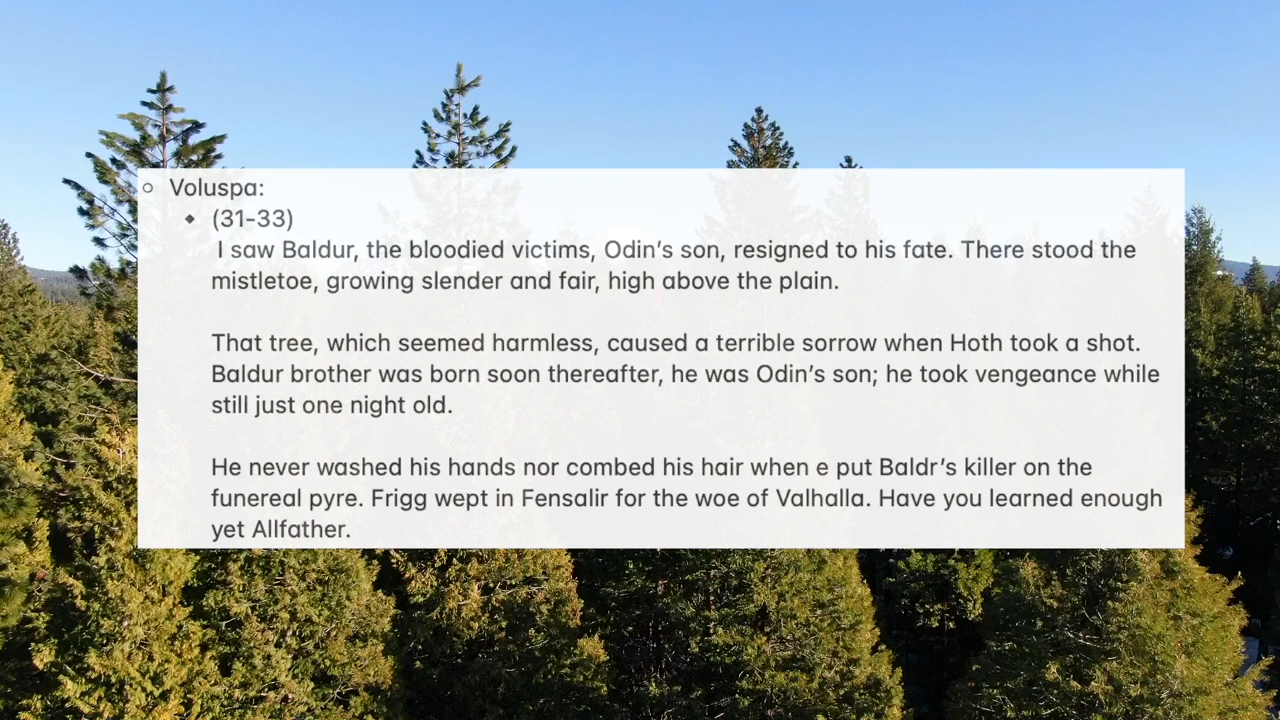 Voluspa:
(31-33)
I saw Baldur, the bloodied victims, Odin's son, resigned to his fate. There stood the
mistletoe, growing slender and fair, high above the plain.
That tree, which seemed harmless, caused a terrible sorrow when Hoth took a shot.
Baldur brother was born soon thereafter, he was Odin's son; he took vengeance while
still just one night old.
He never washed his hands nor combed his hair when e put Baldr's killer on the
funereal pyre. Frigg wept in Fensalir for the woe of Valhalla. Have you learned enough
yet Allfather.